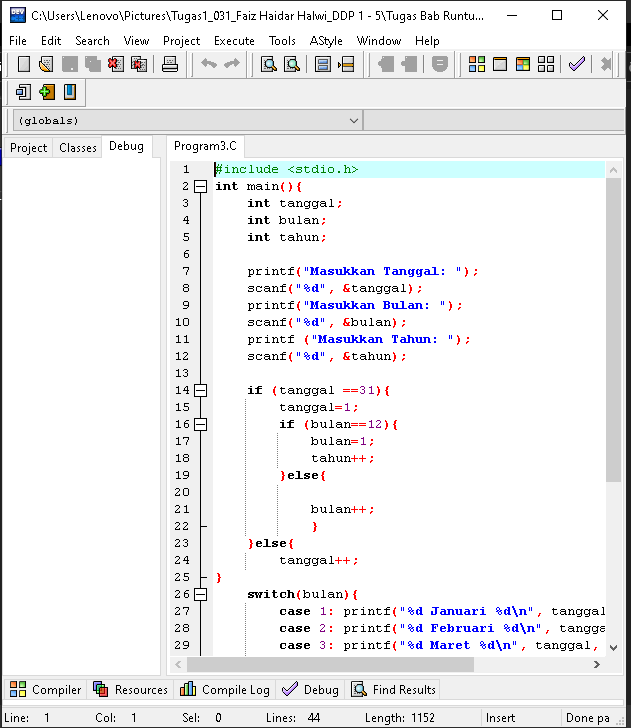 C:\Users\Lenovo\Pictures\Tugas1_031_Faiz Haidar Halwi_DDP 1 - 5\Tugas Bab Runtu...
File Edit Search View Project Execute Tools AStyle Window Help
(globals)
Project Classes Debug Program3.C
1 #include <stdio.h>
2 int main(){
3 int tanggal;
4 int bulan;
5 int tahun;
6
7 printf("Masukkan Tanggal: ");
8 scanf("%d", &tanggal);
9 printf("Masukkan Bulan: ");
10 scanf("%d", &bulan);
11 printf ("Masukkan Tahun: ");
12 scanf("%d", &tahun);
13
14 if (tanggal ==31){
15 tanggal=1;
16 if (bulan==12){
17 bulan=1;
18 tahun++;
19 }else{
20
21 bulan++;
22 }
23 }else{
24 tanggal++;
25 }
26 switch(bulan){
27 case 1: printf("%d Januari %d\n", tanggal
28 case 2: printf("%d Februari %d\n", tangga
29 case 3: printf("%d Maret %d\n", tanggal,
Compiler Resources Compile Log Debug Find Results
Line: 1 Col: 1 Sel: 0 Lines: 44 Length: 1152 Insert Done pa